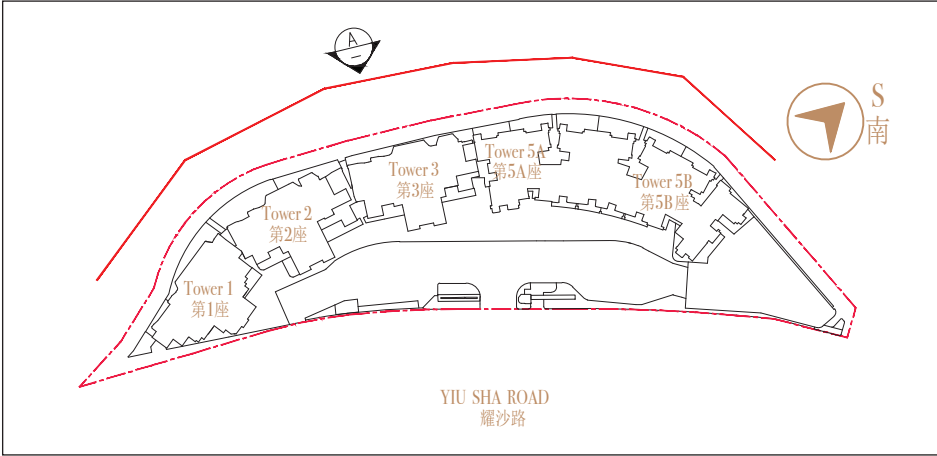 A
S
南
Tower 5A
第5A座
Tower 3
第3座
Tower 5B
第5B座
Tower 2
第2座
Tower 1
第1座
YIU SHA ROAD
耀沙路